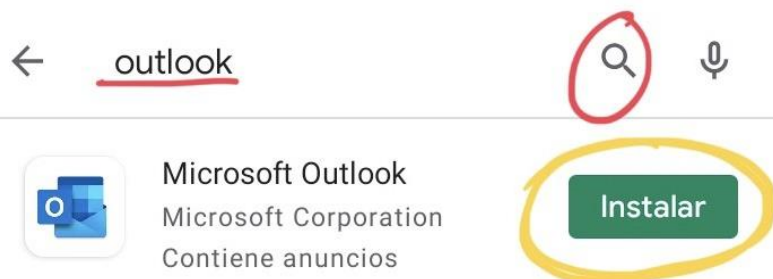 outlook
Microsoft Outlook
Microsoft Corporation
Instalar
Contiene anuncios